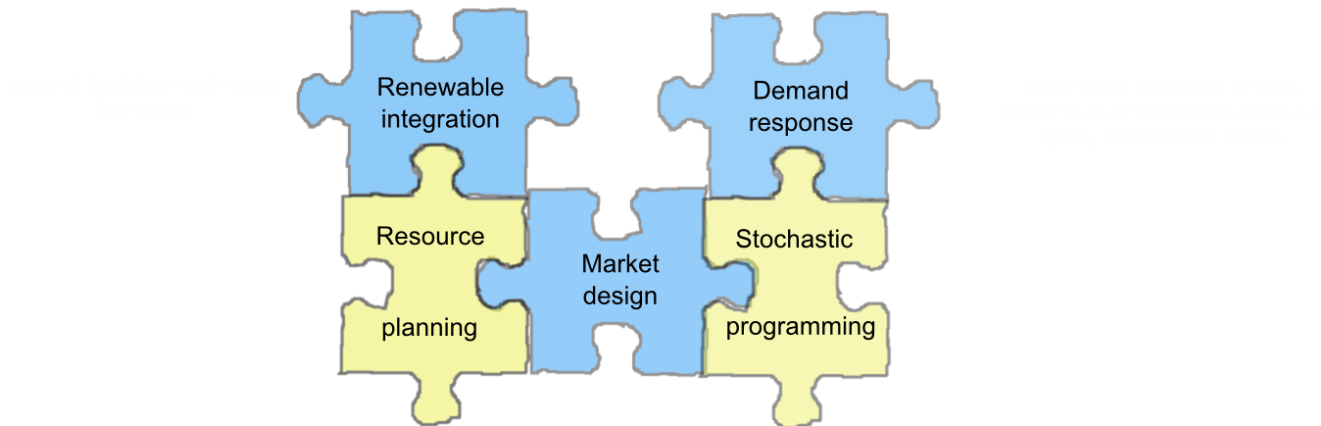 Renewable
integration
Demand
response
Resource
planning
Market
design
Stochastic
programming